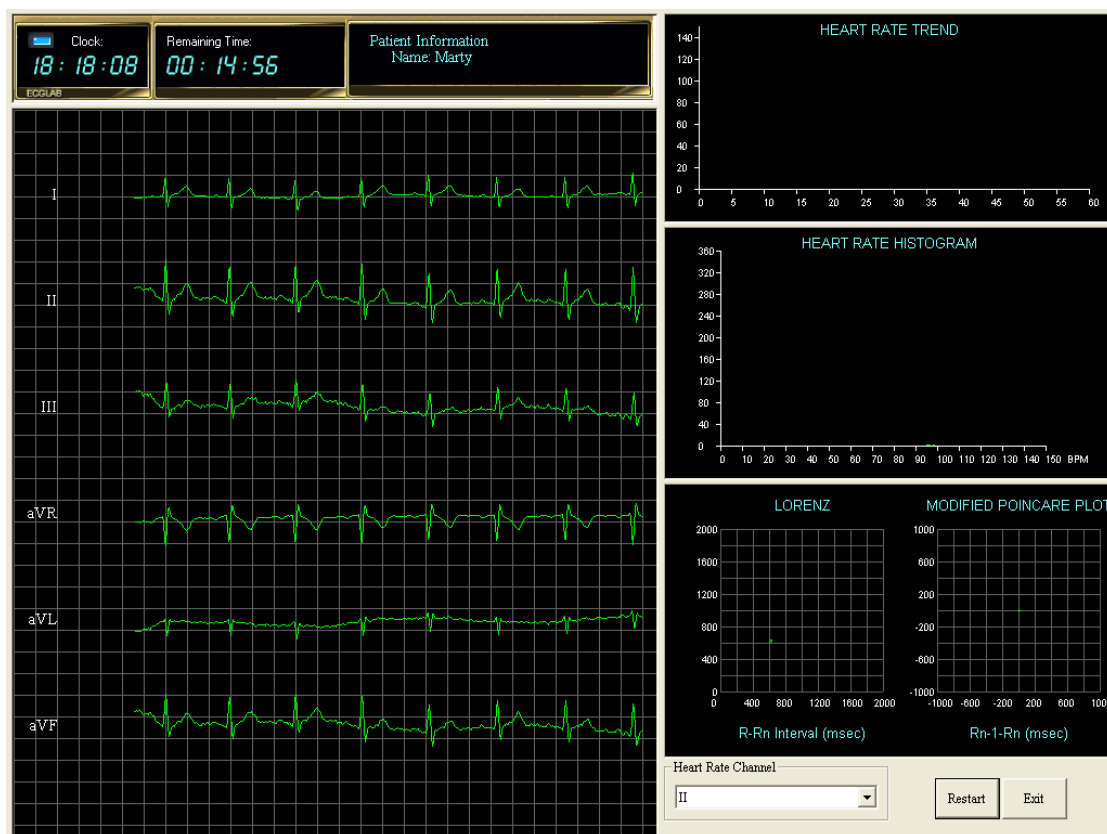 Clock:
18:18:08
ECGLAB
Remaining Time:
00:14:56
Patient Information
Name: Marty
I
II
III
aVR
aVL
aVF
HEART RATE TREND
140
120
100
80
60
40
20
0
0 5 10 15 20 25 30 35 40 45 50 55 60
HEART RATE HISTOGRAM
360
320
280
240
200
160
120
80
40
0
0 10 20 30 40 50 60 70 80 90 100 110 120 130 140 150 BPM
LORENZ
2000
1600
1200
800
400
0
0 400 800 1200 1600 2000
R-Rn Interval (msec)
MODIFIED POINCARE PLOT
1000
600
200
-200
-600
-1000
-1000 -600 -200 200 600 100
Rn-1-Rn (msec)
Heart Rate Channel
II
Restart Exit